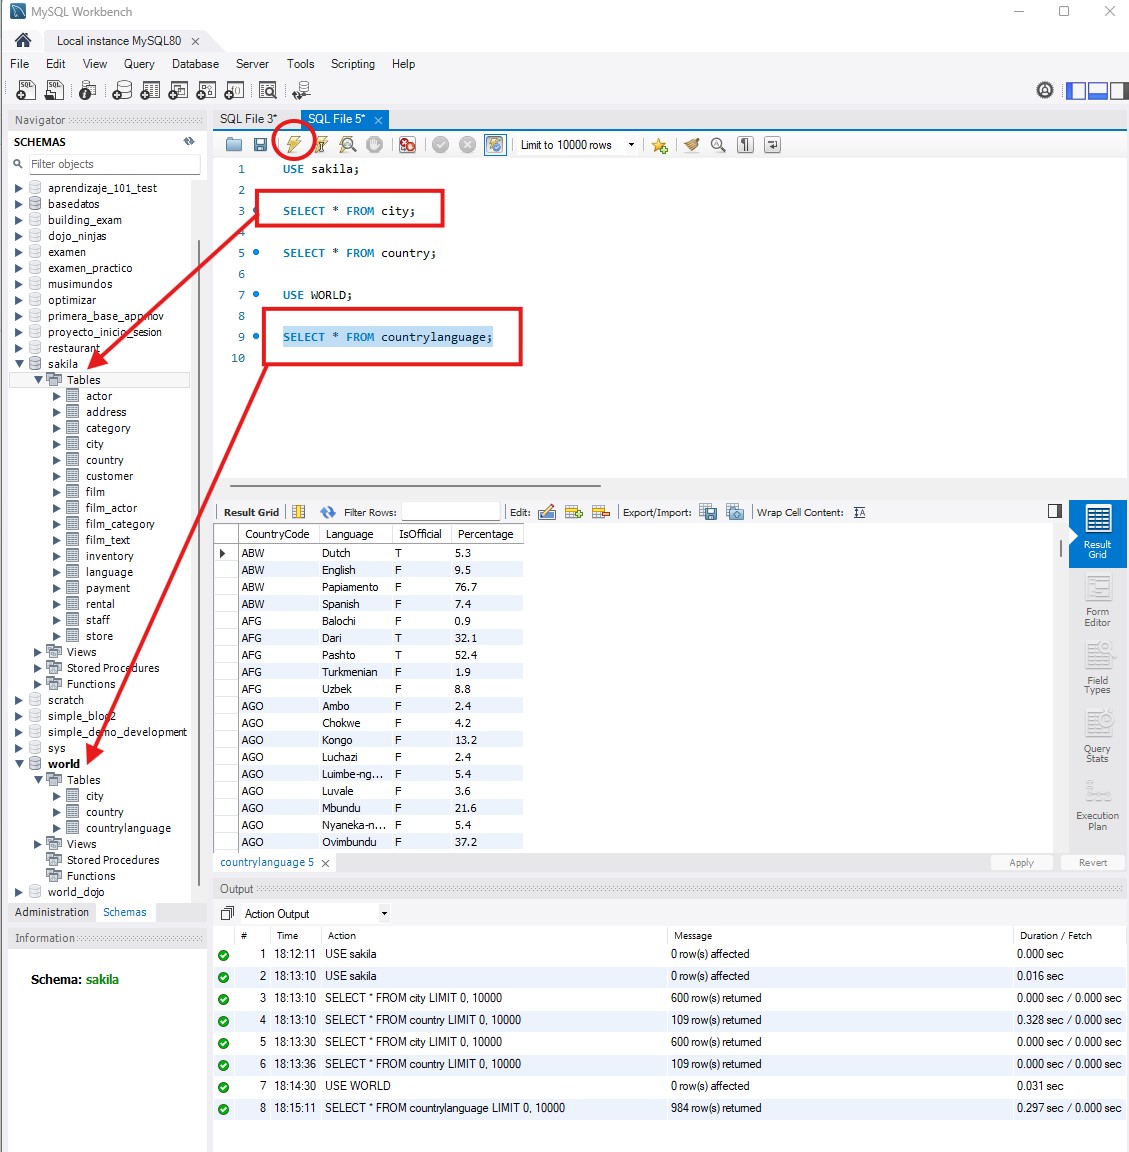 MySQL Workbench
Local instance MySQL80
File Edit View Query Database Server Tools Scripting Help
Navigator
SCHEMAS
Filter objects
aprendizaje_101_test
basedatos
building_exam
dojo_ninjas
examen
examen_practico
musimundos
optimizar
primera_base_appmov
proyecto_inicio_sesion
restaurant
sakila
Tables
actor
address
category
city
country
customer
film
film_actor
film_category
film_text
inventory
language
payment
rental
staff
store
Views
Stored Procedures
Functions
scratch
simple_blog2
simple_demo_development
sys
world
Tables
city
country
countrylanguage
Views
Stored Procedures
Functions
world_dojo
Administration Schemas
Information
Schema: sakila
SQL File 3* SQL File 5*
Limit to 10000 rows
1 USE sakila;
2
3 SELECT * FROM city;
4
5 SELECT * FROM country;
6
7 USE WORLD;
8
9 SELECT * FROM countrylanguage;
10
Result Grid Filter Rows: Edit: Export/Import: Wrap Cell Content:
CountryCode Language IsOfficial Percentage
ABW Dutch T 5.3
ABW English F 9.5
ABW Papiamento F 76.7
ABW Spanish F 7.4
AFG Balochi F 0.9
AFG Dari T 32.1
AFG Pashto T 52.4
AFG Turkmenian F 1.9
AFG Uzbek F 8.8
AGO Ambo F 2.4
AGO Chokwe F 4.2
AGO Kongo F 13.2
AGO Luchazi F 2.4
AGO Luimbe-ng... F 5.4
AGO Luvale F 3.6
AGO Mbundu F 21.6
AGO Nyaneka-n... F 5.4
AGO Ovimbundu F 37.2
Result
Grid
Form
Editor
Field
Types
Query
Stats
Execution
Plan
countrylanguage 5 Apply Revert
Output
Action Output
# Time Action Message Duration / Fetch
1 18:12:11 USE sakila 0 row(s) affected 0.000 sec
2 18:13:10 USE sakila 0 row(s) affected 0.016 sec
3 18:13:10 SELECT * FROM city LIMIT 0, 10000 600 row(s) returned 0.000 sec / 0.000 sec
4 18:13:10 SELECT * FROM country LIMIT 0, 10000 109 row(s) returned 0.328 sec / 0.000 sec
5 18:13:30 SELECT * FROM city LIMIT 0, 10000 600 row(s) returned 0.000 sec / 0.000 sec
6 18:13:36 SELECT * FROM country LIMIT 0, 10000 109 row(s) returned 0.000 sec / 0.000 sec
7 18:14:30 USE WORLD 0 row(s) affected 0.031 sec
8 18:15:11 SELECT * FROM countrylanguage LIMIT 0, 10000 984 row(s) returned 0.297 sec / 0.000 sec